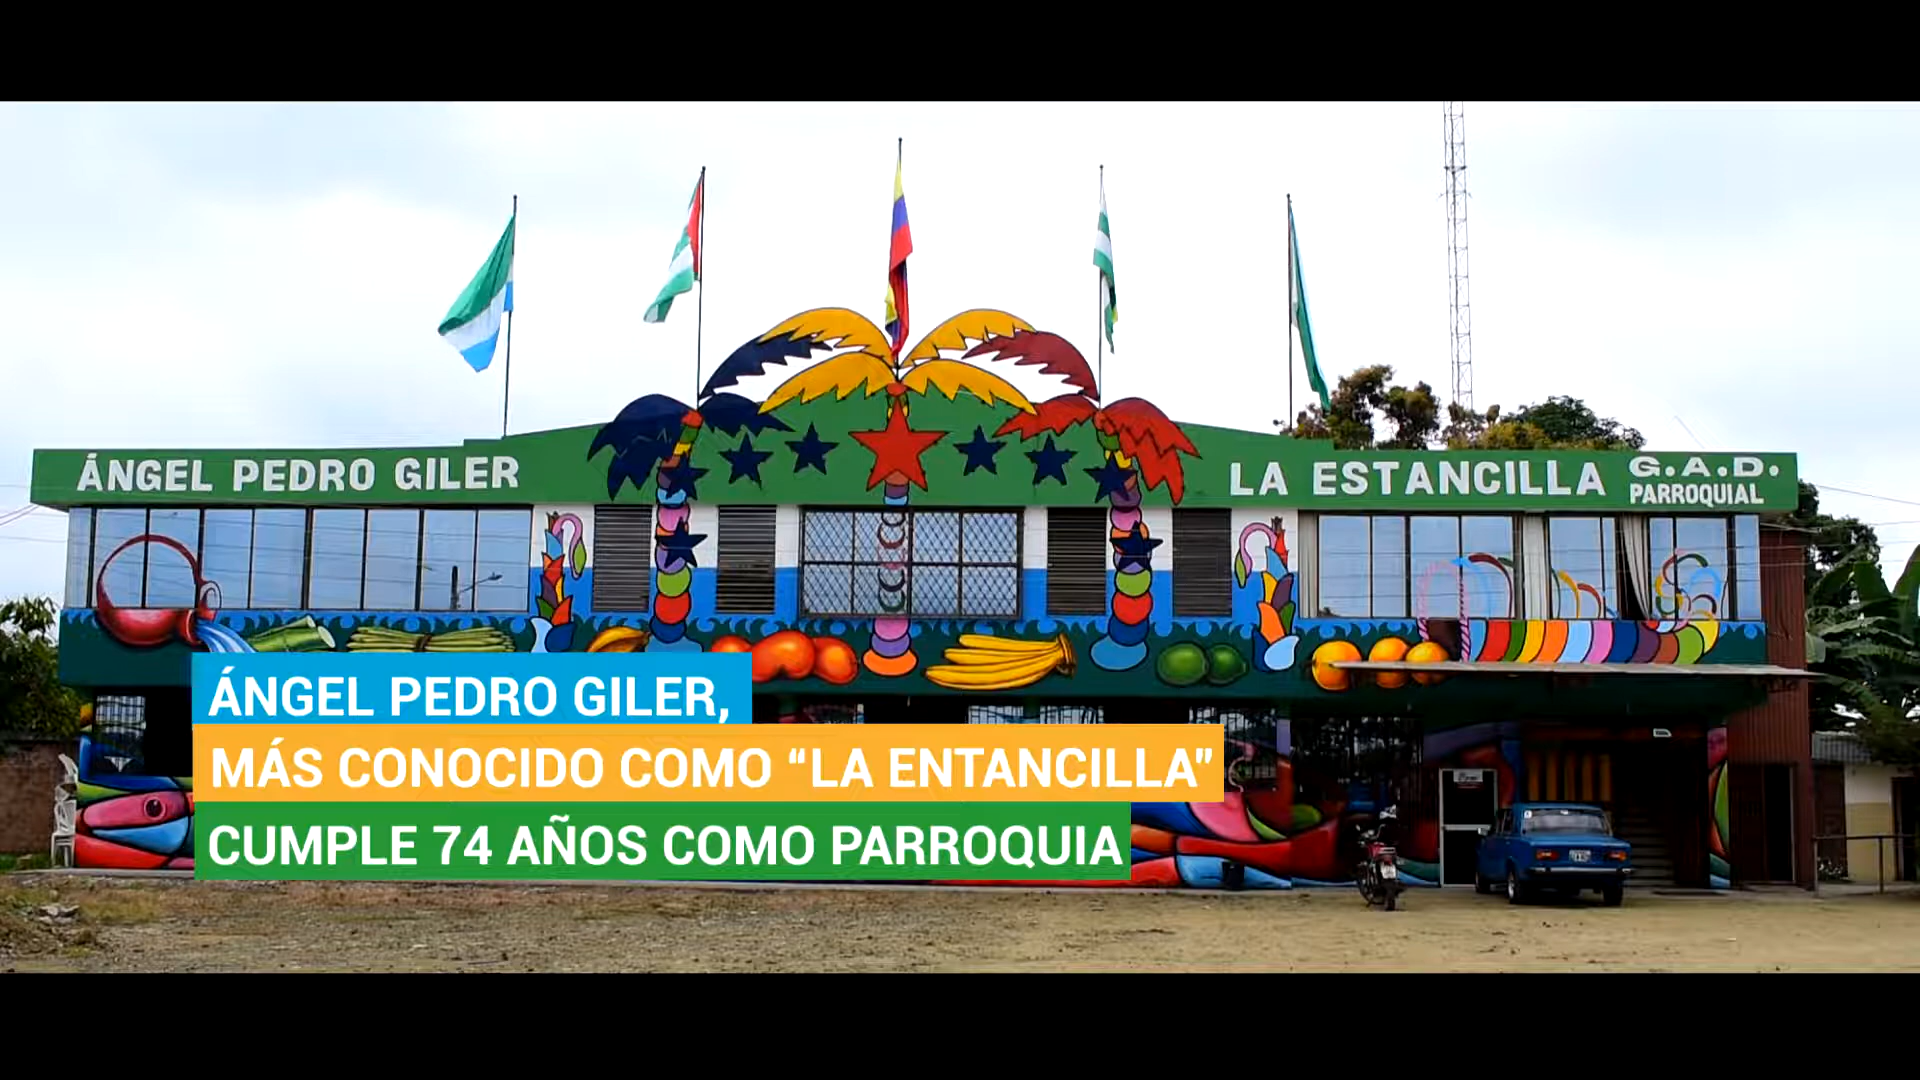 ÁNGEL PEDRO GILER
LA ESTANCILLA G.A.D.
PARROQUIAL
ÁNGEL PEDRO GILER,
MÁS CONOCIDO COMO “LA ENTANCILLA”
CUMPLE 74 AÑOS COMO PARROQUIA